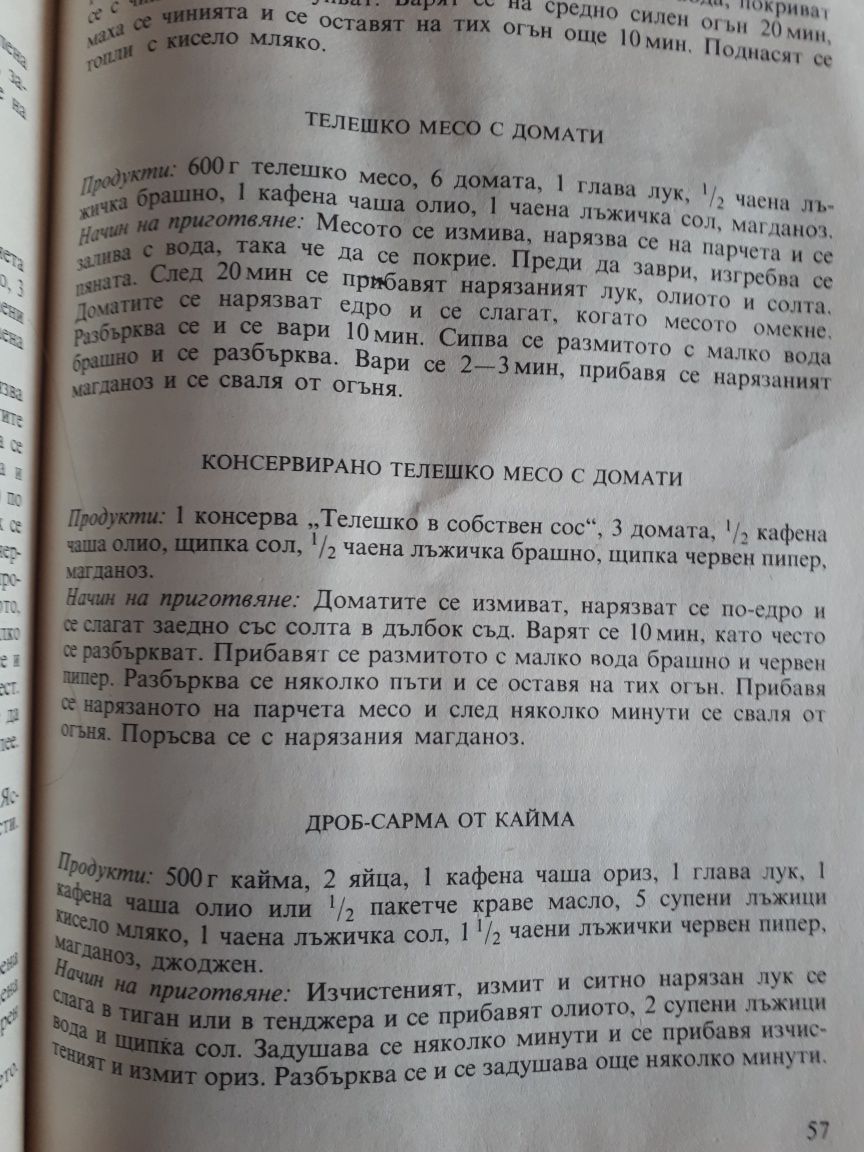 се с
Варят се на средно силен огън 20 мин, покриват
маха се чинията и се оставят на тих огън още 10 мин. Поднасят се
топли с кисело мляко.
ТЕЛЕШКО МЕСО С ДОМАТИ
Продукти: 600 г телешко месо, 6 домата, 1 глава лук, 1/2 чаена лъ-
жичка брашно, 1 кафена чаша олио, 1 чаена лъжичка сол, магданоз.
Начин на приготвяне: Месото се измива, нарязва се на парчета и се
залива с вода, така че да се покрие. Преди да заври, изгребва се
пяната. След 20 мин се прибавят нарязаният лук, олиото и солта.
Доматите се нарязват едро и се слагат, когато месото омекне.
Разбърква се и се вари 10 мин. Сипва се размитото с малко вода
брашно и се разбърква. Вари се 2—3 мин, прибавя се нарязаният
магданоз и се сваля от огъня.
КОНСЕРВИРАНО ТЕЛЕШКО МЕСО С ДОМАТИ
Продукти: 1 консерва „Телешко в собствен сос“, 3 домата, 1/2 кафена
чаша олио, щипка сол, 1/2 чаена лъжичка брашно, щипка червен пипер,
магданоз.
Начин на приготвяне: Доматите се измиват, нарязват се по-едро и
се слагат заедно със солта в дълбок съд. Варят се 10 мин, като често
се разбъркват. Прибавят се размитото с малко вода брашно и червен
пипер. Разбърква се няколко пъти и се оставя на тих огън. Прибавя
се нарязаното на парчета месо и след няколко минути се сваля от
огъня. Поръсва се с нарязания магданоз.
ДРОБ-САРМА ОТ КАЙМА
Продукти: 500 г кайма, 2 яйца, 1 кафена чаша ориз, 1 глава лук, 1
кафена чаша олио или 1/2 пакетче краве масло, 5 супени лъжици
кисело мляко, 1 чаена лъжичка сол, 1 1/2 чаени лъжички червен пипер,
магданоз, джоджен.
Начин на приготвяне: Изчистеният, измит и ситно нарязан лук се
слага в тиган или в тенджера и се прибавят олиото, 2 супени лъжици
вода и щипка сол. Задушава се няколко минути и се прибавя изчис-
теният и измит ориз. Разбърква се и се задушава още няколко минути.
57